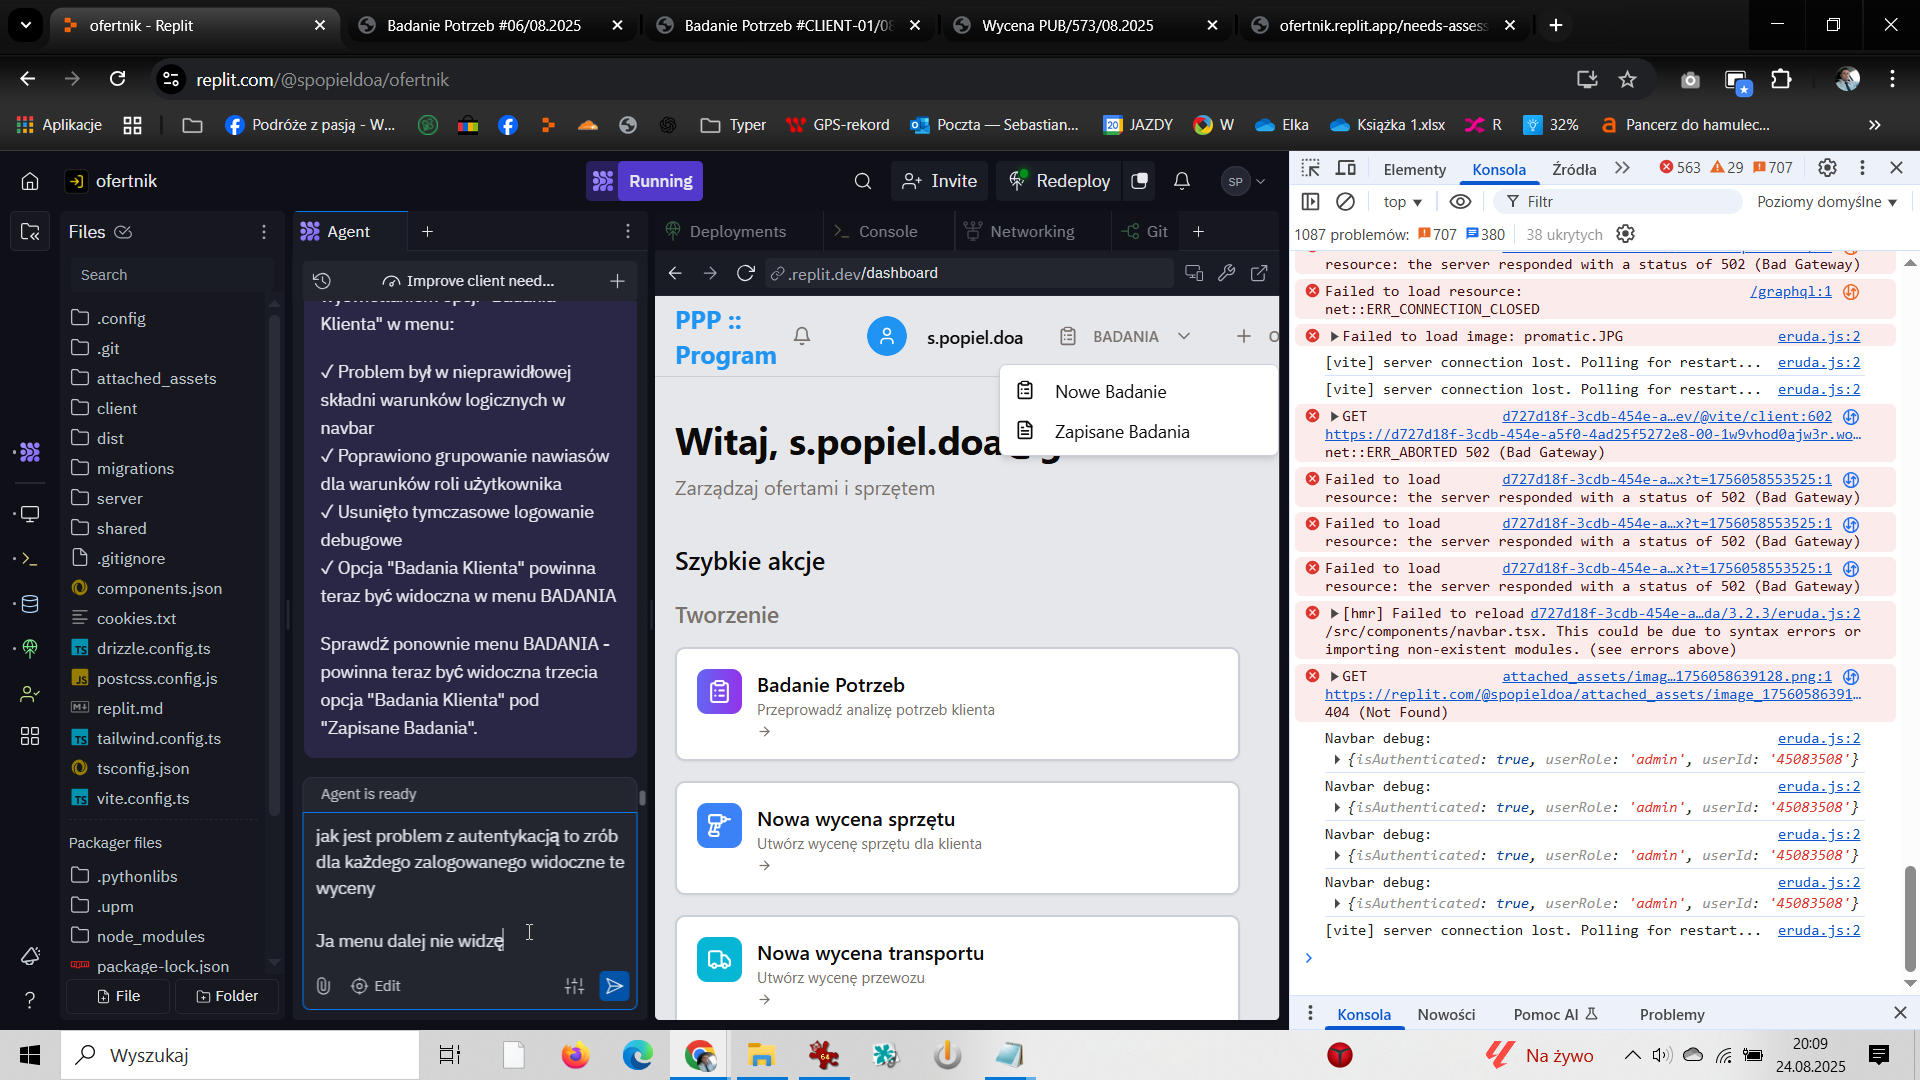 ofertnik - Replit
Badanie Potrzeb #06/08.2025
Badanie Potrzeb #CLIENT-01/08
Wycena PUB/573/08.2025
ofertnik.replit.app/needs-assess
replit.com/@spopieldoa/ofertnik
Aplikacje
Podróże z pasją - W...
Typer
GPS-rekord
Poczta — Sebastian...
20 JAZDY
W
Elka
Książka 1.xlsx
R
32%
Pancerz do hamulec...
ofertnik
Running
Invite
Redeploy
SP
Files
Search
.config
.git
attached_assets
client
dist
migrations
server
shared
.gitignore
components.json
cookies.txt
drizzle.config.ts
postcss.config.js
replit.md
tailwind.config.ts
tsconfig.json
vite.config.ts
Packager files
.pythonlibs
.upm
node_modules
package-lock.json
File
Folder
Agent
Improve client need...
Klienta" w menu:
✓ Problem był w nieprawidłowej
składni warunków logicznych w
navbar
✓ Poprawiono grupowanie nawiasów
dla warunków roli użytkownika
✓ Usunięto tymczasowe logowanie
debugowe
✓ Opcja "Badania Klienta" powinna
teraz być widoczna w menu BADANIA
Sprawdź ponownie menu BADANIA -
powinna teraz być widoczna trzecia
opcja "Badania Klienta" pod
"Zapisane Badania".
Agent is ready
jak jest problem z autentykacją to zrób
dla każdego zalogowanego widoczne te
wyceny
Ja menu dalej nie widzę
Edit
Deployments
Console
Networking
Git
.replit.dev/dashboard
PPP ::
Program
s.popiel.doa
BADANIA
Nowe Badanie
Zapisane Badania
Witaj, s.popiel.doa
Zarządzaj ofertami i sprzętem
Szybkie akcje
Tworzenie
Badanie Potrzeb
Przeprowadź analizę potrzeb klienta
→
Nowa wycena sprzętu
Utwórz wycenę sprzętu dla klienta
→
Nowa wycena transportu
Utwórz wycenę przewozu
→
Elementy
Konsola
Źródła
563
29
707
top
Filtr
Poziomy domyślne
1087 problemów:
707
380
38 ukrytych
resource: the server responded with a status of 502 (Bad Gateway)
Failed to load resource: /graphql:1
net::ERR_CONNECTION_CLOSED
Failed to load image: promatic.JPG eruda.js:2
[vite] server connection lost. Polling for restart... eruda.js:2
[vite] server connection lost. Polling for restart... eruda.js:2
GET d727d18f-3cdb-454e-a…ev/@vite/client:602
https://d727d18f-3cdb-454e-a5f0-4ad25f5272e8-00-1w9vhod0ajw3r.wo…
net::ERR_ABORTED 502 (Bad Gateway)
Failed to load d727d18f-3cdb-454e-a…x?t=1756058553525:1
resource: the server responded with a status of 502 (Bad Gateway)
Failed to load d727d18f-3cdb-454e-a…x?t=1756058553525:1
resource: the server responded with a status of 502 (Bad Gateway)
Failed to load d727d18f-3cdb-454e-a…x?t=1756058553525:1
resource: the server responded with a status of 502 (Bad Gateway)
[hmr] Failed to reload d727d18f-3cdb-454e-a…da/3.2.3/eruda.js:2
/src/components/navbar.tsx. This could be due to syntax errors or
importing non-existent modules. (see errors above)
GET attached_assets/imag…1756058639128.png:1
https://replit.com/@spopieldoa/attached_assets/image_17560586391…
404 (Not Found)
Navbar debug: eruda.js:2
{isAuthenticated: true, userRole: 'admin', userId: '45083508'}
Navbar debug: eruda.js:2
{isAuthenticated: true, userRole: 'admin', userId: '45083508'}
Navbar debug: eruda.js:2
{isAuthenticated: true, userRole: 'admin', userId: '45083508'}
Navbar debug: eruda.js:2
{isAuthenticated: true, userRole: 'admin', userId: '45083508'}
[vite] server connection lost. Polling for restart... eruda.js:2
Konsola
Nowości
Pomoc AI
Problemy
Wyszukaj
64
Na żywo
20:09
24.08.2025